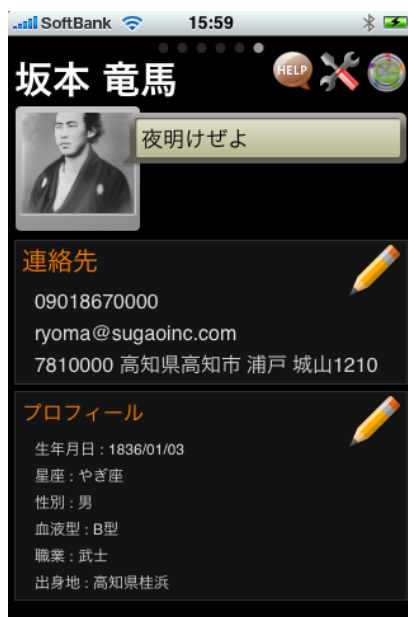 SoftBank 15:59
坂本 竜馬
HELP
夜明けぜよ
連絡先
09018670000
ryoma@sugaoinc.com
7810000 高知県高知市 浦戸 城山1210
プロフィール
生年月日 : 1836/01/03
星座 : やぎ座
性別 : 男
血液型 : B型
職業 : 武士
出身地 : 高知県桂浜